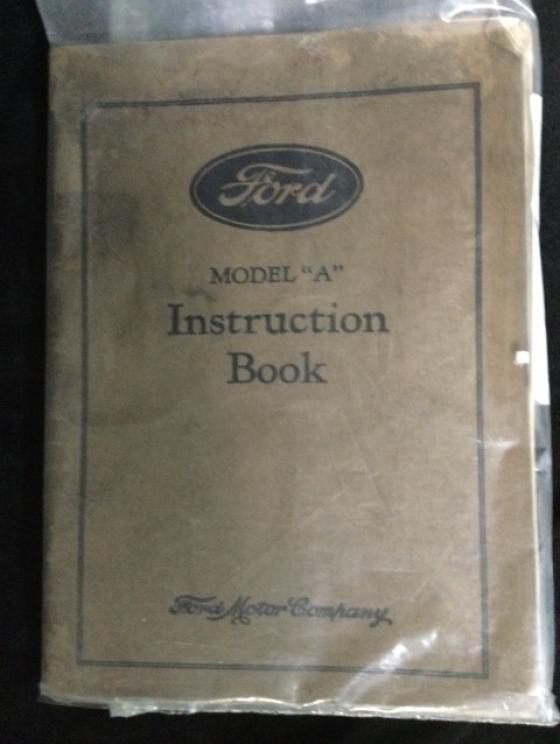 Ford
MODEL "A"
Instruction
Book
Ford Motor Company